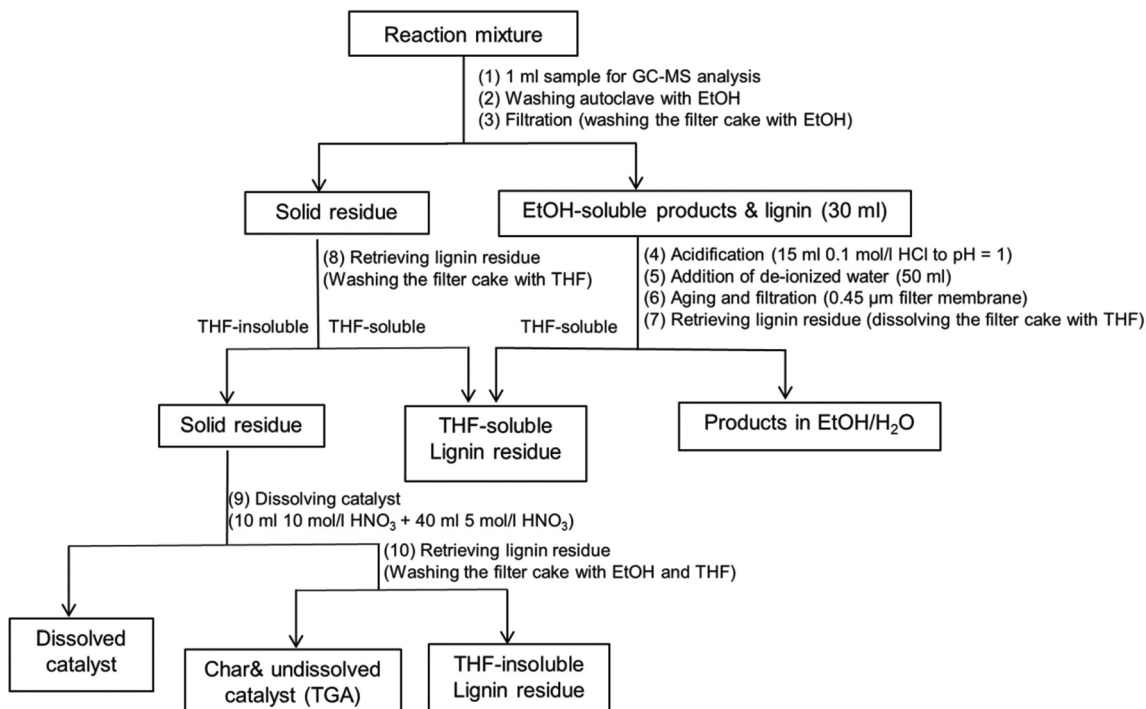 Reaction mixture
(1) 1 ml sample for GC-MS analysis
(2) Washing autoclave with EtOH
(3) Filtration (washing the filter cake with EtOH)
Solid residue
EtOH-soluble products & lignin (30 ml)
(8) Retrieving lignin residue
(Washing the filter cake with THF)
(4) Acidification (15 ml 0.1 mol/l HCl to pH = 1)
(5) Addition of de-ionized water (50 ml)
(6) Aging and filtration (0.45 µm filter membrane)
(7) Retrieving lignin residue (dissolving the filter cake with THF)
THF-insoluble
THF-soluble
THF-soluble
Solid residue
THF-soluble
Lignin residue
Products in EtOH/H₂O
(9) Dissolving catalyst
(10 ml 10 mol/l HNO₃ + 40 ml 5 mol/l HNO₃)
(10) Retrieving lignin residue
(Washing the filter cake with EtOH and THF)
Dissolved
catalyst
Char& undissolved
catalyst (TGA)
THF-insoluble
Lignin residue